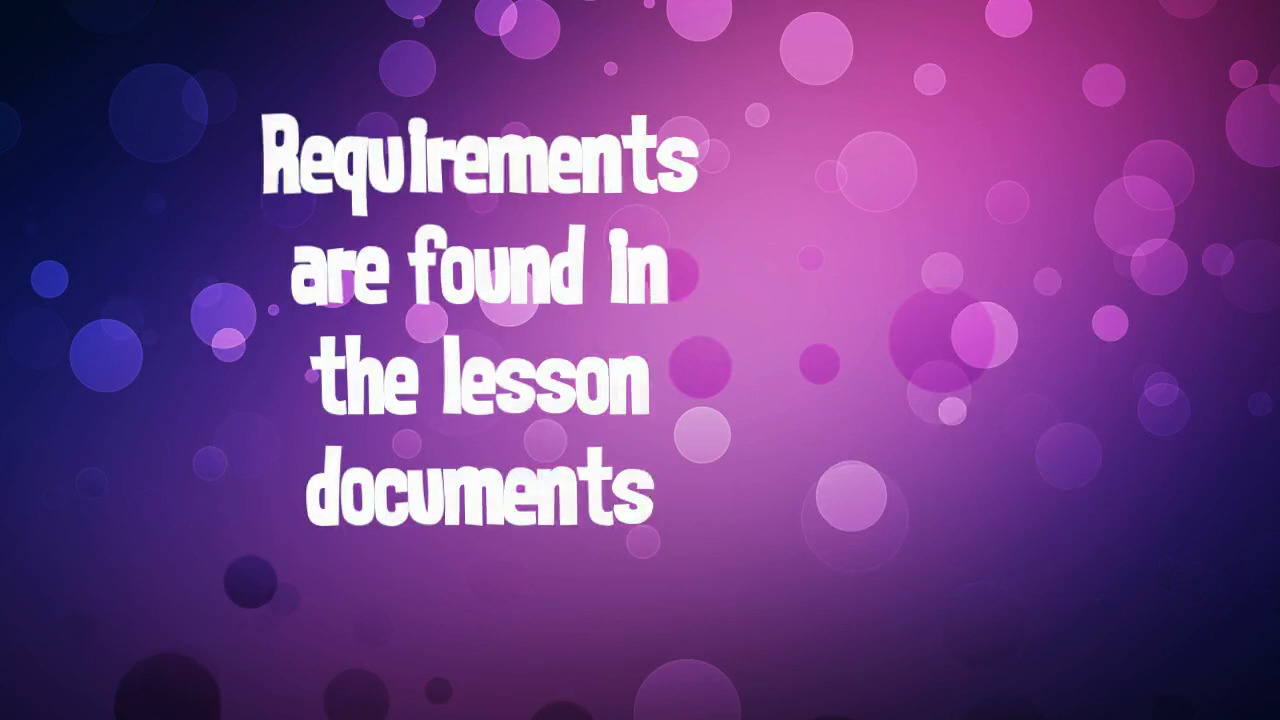 Requirements
are found in
the lesson
documents